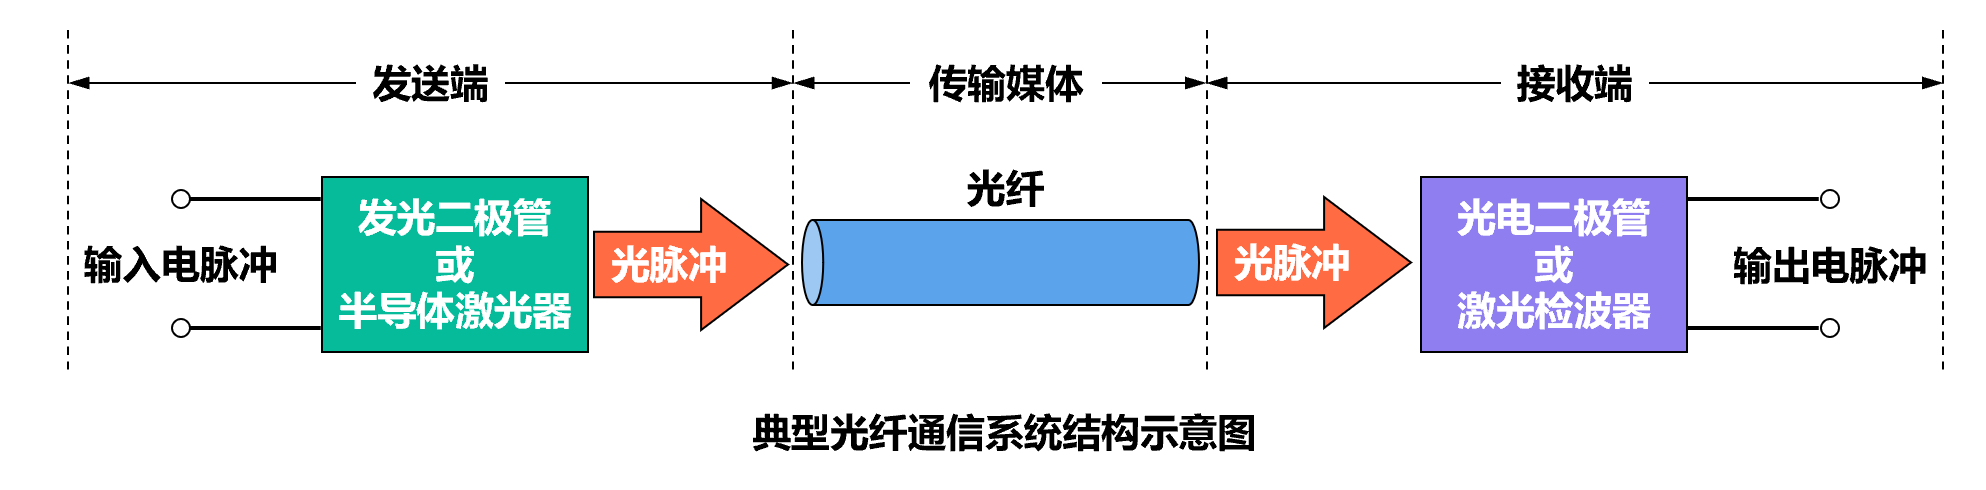 发送端
传输媒体
接收端
光纤
输入电脉冲
发光二极管
或
半导体激光器
光脉冲
光脉冲
光电二极管
或
激光检波器
输出电脉冲
典型光纤通信系统结构示意图